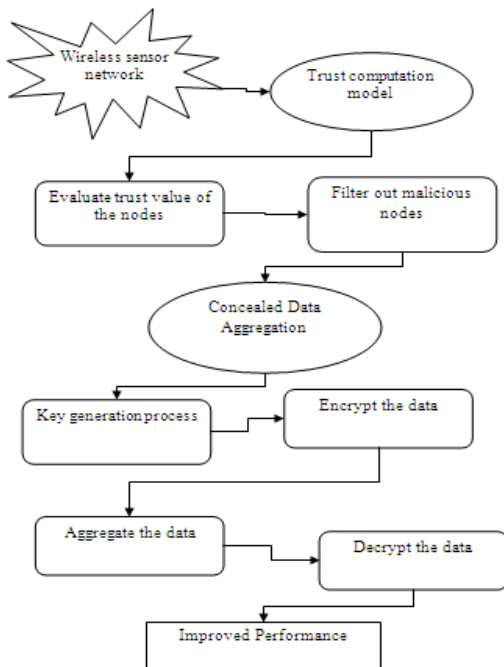 Wireless sensor
network
Trust computation
model
Evaluate trust value of
the nodes
Filter out malicious
nodes
Concealed Data
Aggregation
Key generation process
Encrypt the data
Aggregate the data
Decrypt the data
Improved Performance